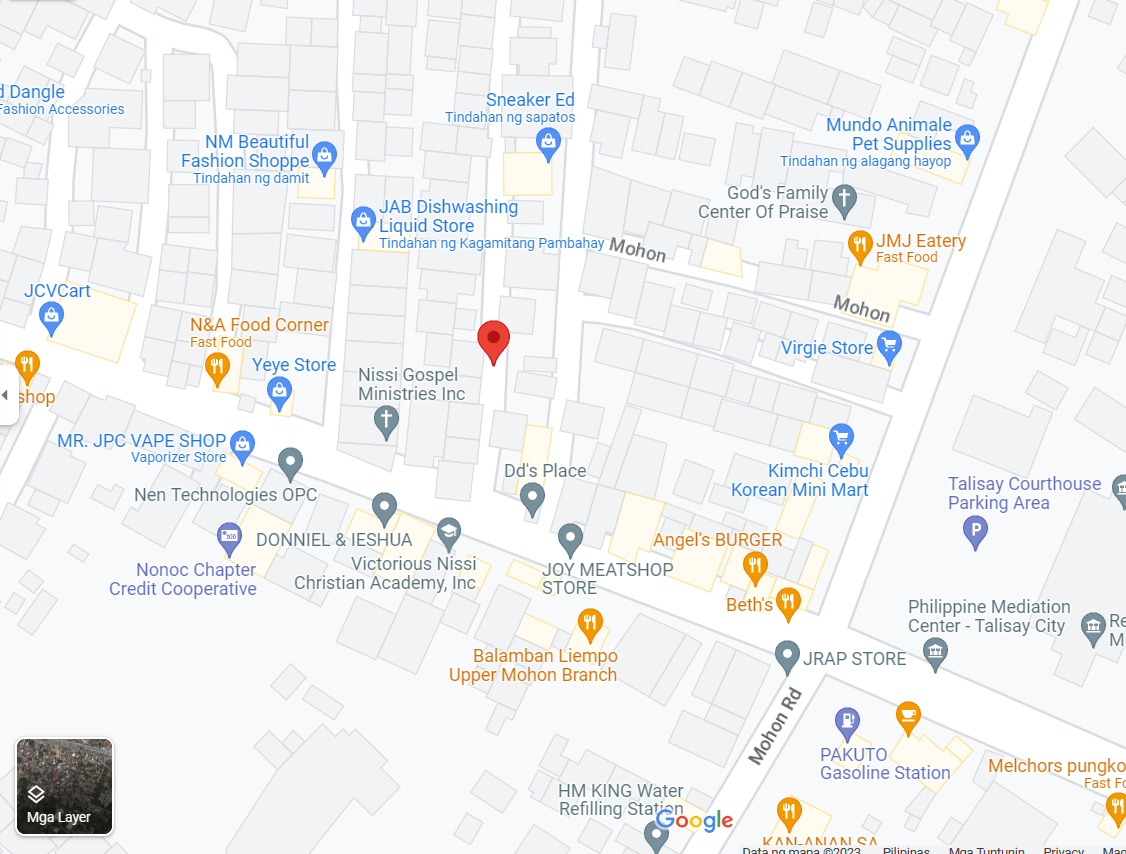 d Dangle
Fashion Accessories
Sneaker Ed
Tindahan ng sapatos
NM Beautiful
Fashion Shoppe
Tindahan ng damit
Mundo Animale
Pet Supplies
Tindahan ng alagang hayop
God's Family
Center Of Praise
JAB Dishwashing
Liquid Store
Tindahan ng Kagamitang Pambahay
Mohon
JMJ Eatery
Fast Food
JCVCart
Mohon
N&A Food Corner
Fast Food
Virgie Store
Yeye Store
Nissi Gospel
Ministries Inc
shop
MR. JPC VAPE SHOP
Vaporizer Store
Kimchi Cebu
Korean Mini Mart
Dd's Place
Nen Technologies OPC
Talisay Courthouse
Parking Area
P
DONNIEL & IESHUA
Angel's BURGER
Victorious Nissi
Christian Academy, Inc
JOY MEATSHOP
STORE
Nonoc Chapter
Credit Cooperative
Beth's
Philippine Mediation
Center - Talisay City
Re
M
Balamban Liempo
Upper Mohon Branch
JRAP STORE
Mohon Rd
PAKUTO
Gasoline Station
Melchors pungko
Fast Fo
HM KING Water
Refilling Station
Google
Mga Layer
KAN-ANAN SA
Data ng mapa ©2023
Pilipinas
Mga Tuntunin
Privacy
Mag